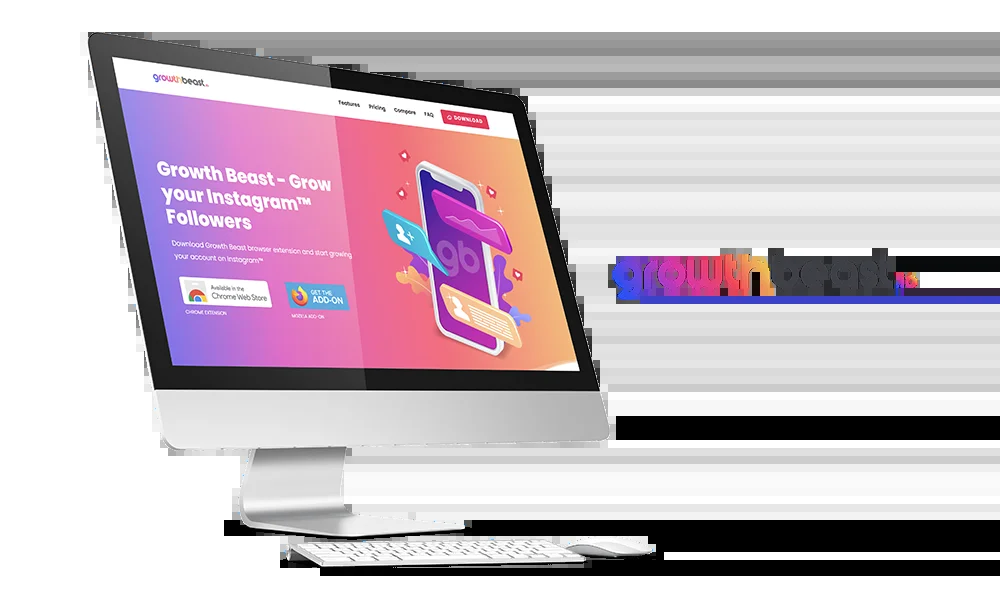 growthbeast
Features Pricing Compare FAQ DOWNLOAD
Growth Beast - Grow
your Instagram™
Followers
Download Growth Beast browser extension and start growing
your account on Instagram™
Available in the
Chrome Web Store
GET THE
ADD-ON
CHROME EXTENSION
MOZILLA ADD-ON
gb
growthbeast